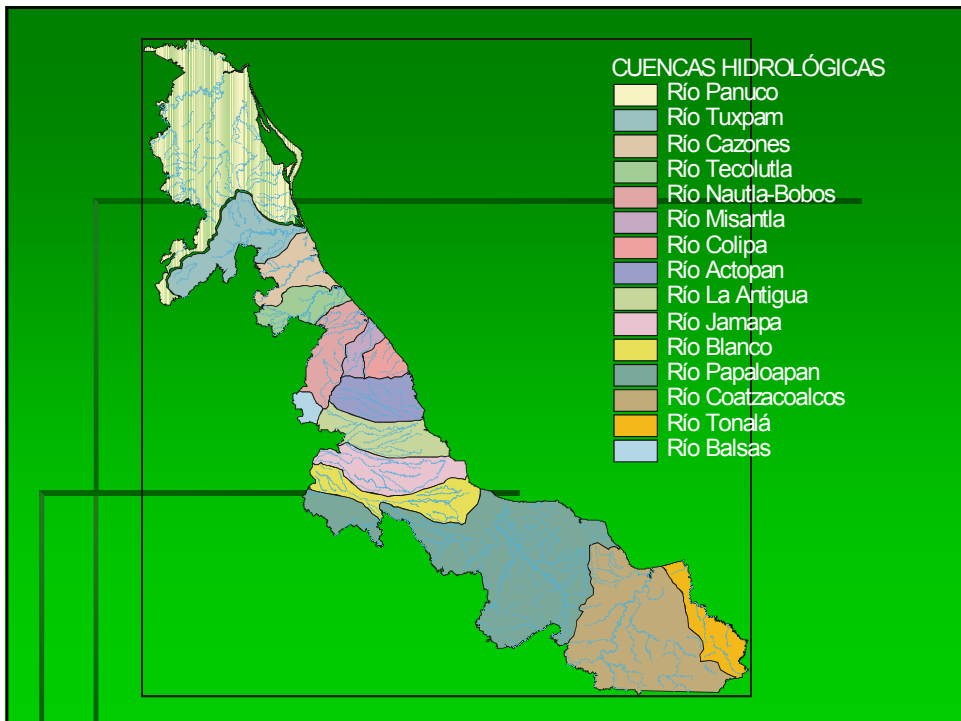 CUENCAS HIDROLÓGICAS
Río Panuco
Río Tuxpam
Río Cazones
Río Tecolutla
Río Nautla-Bobos
Río Misantla
Río Colipa
Río Actopan
Río La Antigua
Río Jamapa
Río Blanco
Río Papaloapan
Río Coatzacoalcos
Río Tonalá
Río Balsas